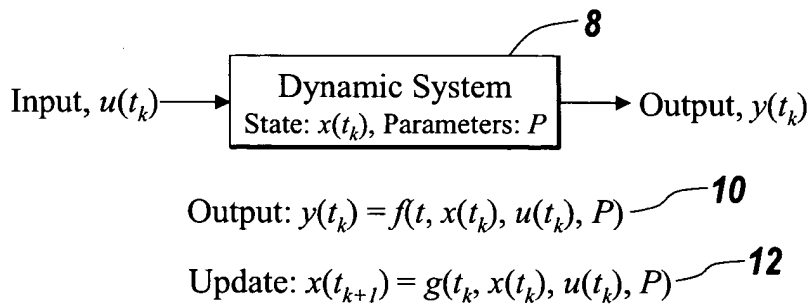 8
Input, u(t_k)
Dynamic System
State: x(t_k), Parameters: P
Output, y(t_k)
Output: y(t_k) = f(t, x(t_k), u(t_k), P) 10
Update: x(t_{k+1}) = g(t_k, x(t_k), u(t_k), P) 12